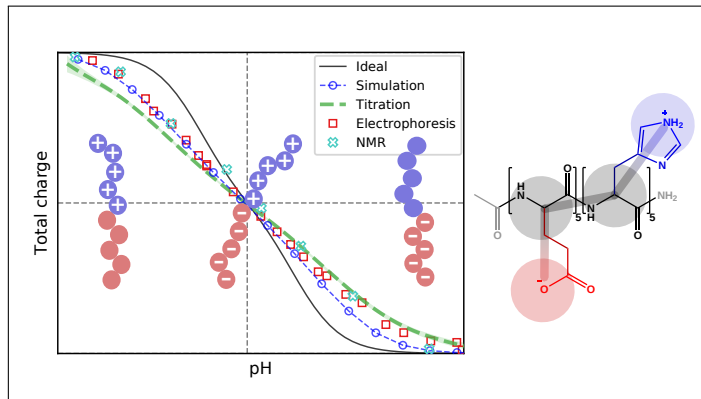 Ideal
Simulation
Titration
Electrophoresis
NMR
Total charge
pH
+ + + + +
+ + + +
− − − − −
− − − −
O
N
H
O
5
N
H
O
5
NH₂
N
+
NH₂
−
O
O